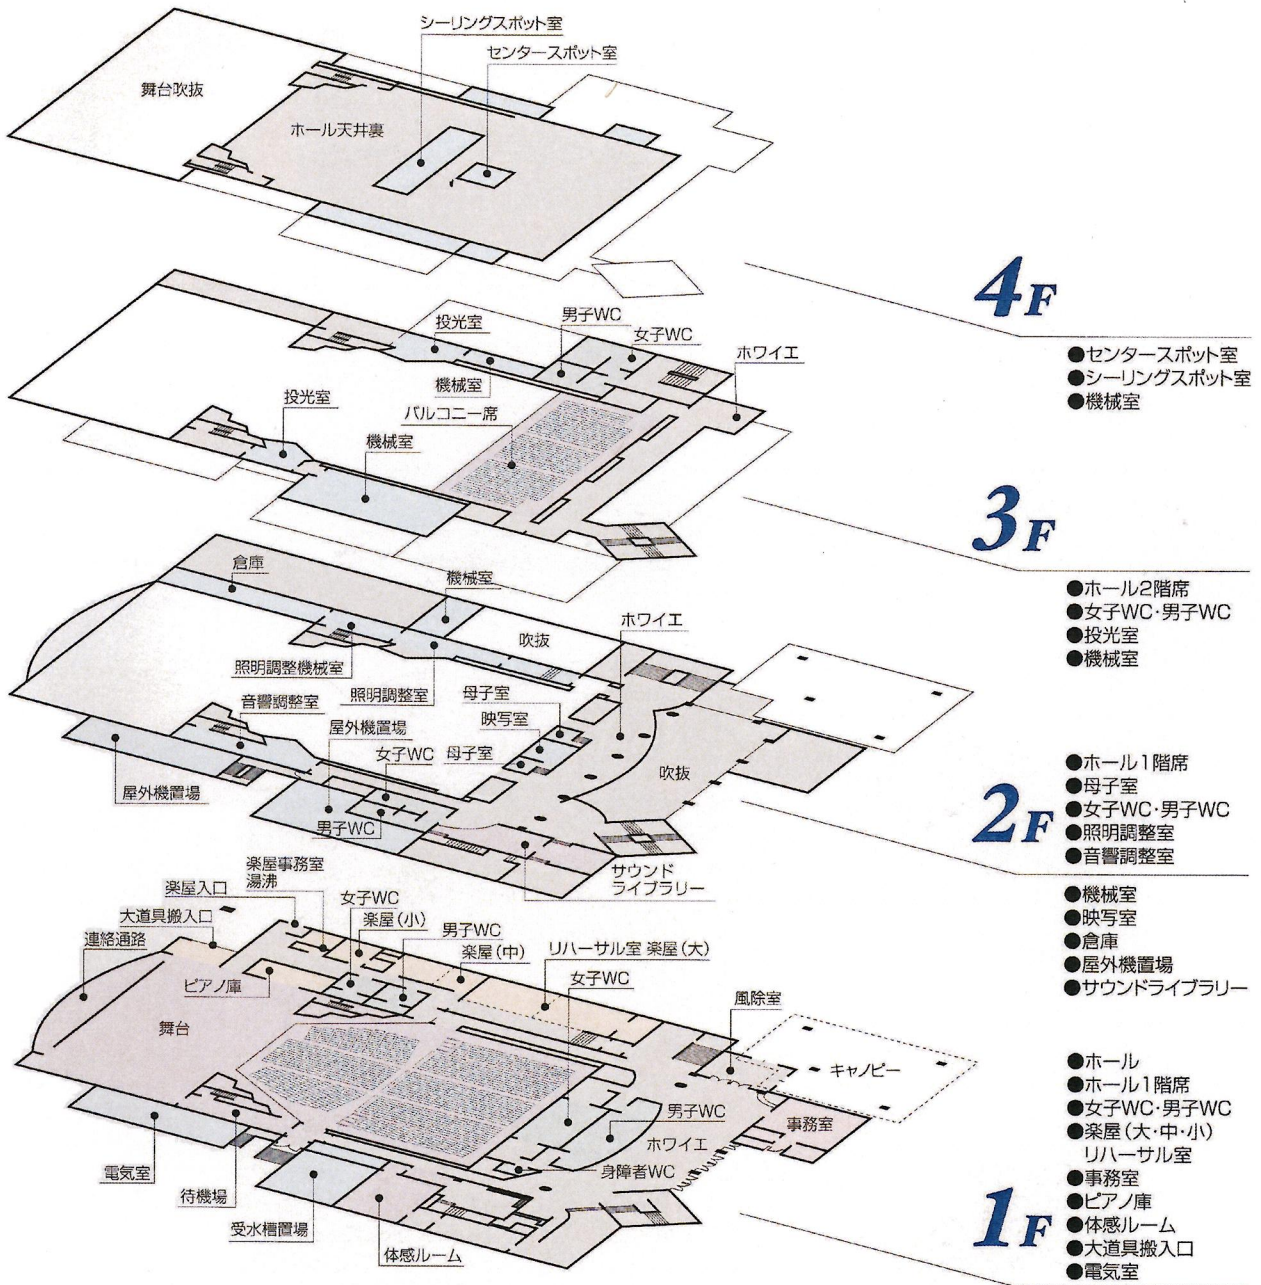 シーリングスポット室
センタースポット室
舞台吹抜
ホール天井裏
4F
●センタースポット室
●シーリングスポット室
●機械室
男子WC
投光室
女子WC
ホワイエ
機械室
投光室
バルコニー席
機械室
3F
●ホール2階席
●女子WC・男子WC
●投光室
●機械室
倉庫
機械室
ホワイエ
吹抜
照明調整機械室
照明調整室
母子室
音響調整室
映写室
屋外機置場
女子WC
母子室
吹抜
屋外機置場
男子WC
サウンド
ライブラリー
2F
●ホール1階席
●母子室
●女子WC・男子WC
●照明調整室
●音響調整室
●機械室
●映写室
●倉庫
●屋外機置場
●サウンドライブラリー
楽屋事務室
湯沸
楽屋入口
女子WC
大道具搬入口
楽屋(小)
男子WC
連絡通路
楽屋(中)
リハーサル室 楽屋(大)
女子WC
ピアノ庫
風除室
舞台
キャノピー
男子WC
事務室
ホワイエ
身障者WC
電気室
待機場
受水槽置場
体感ルーム
1F
●ホール
●ホール1階席
●女子WC・男子WC
●楽屋(大・中・小)
リハーサル室
●事務室
●ピアノ庫
●体感ルーム
●大道具搬入口
●電気室